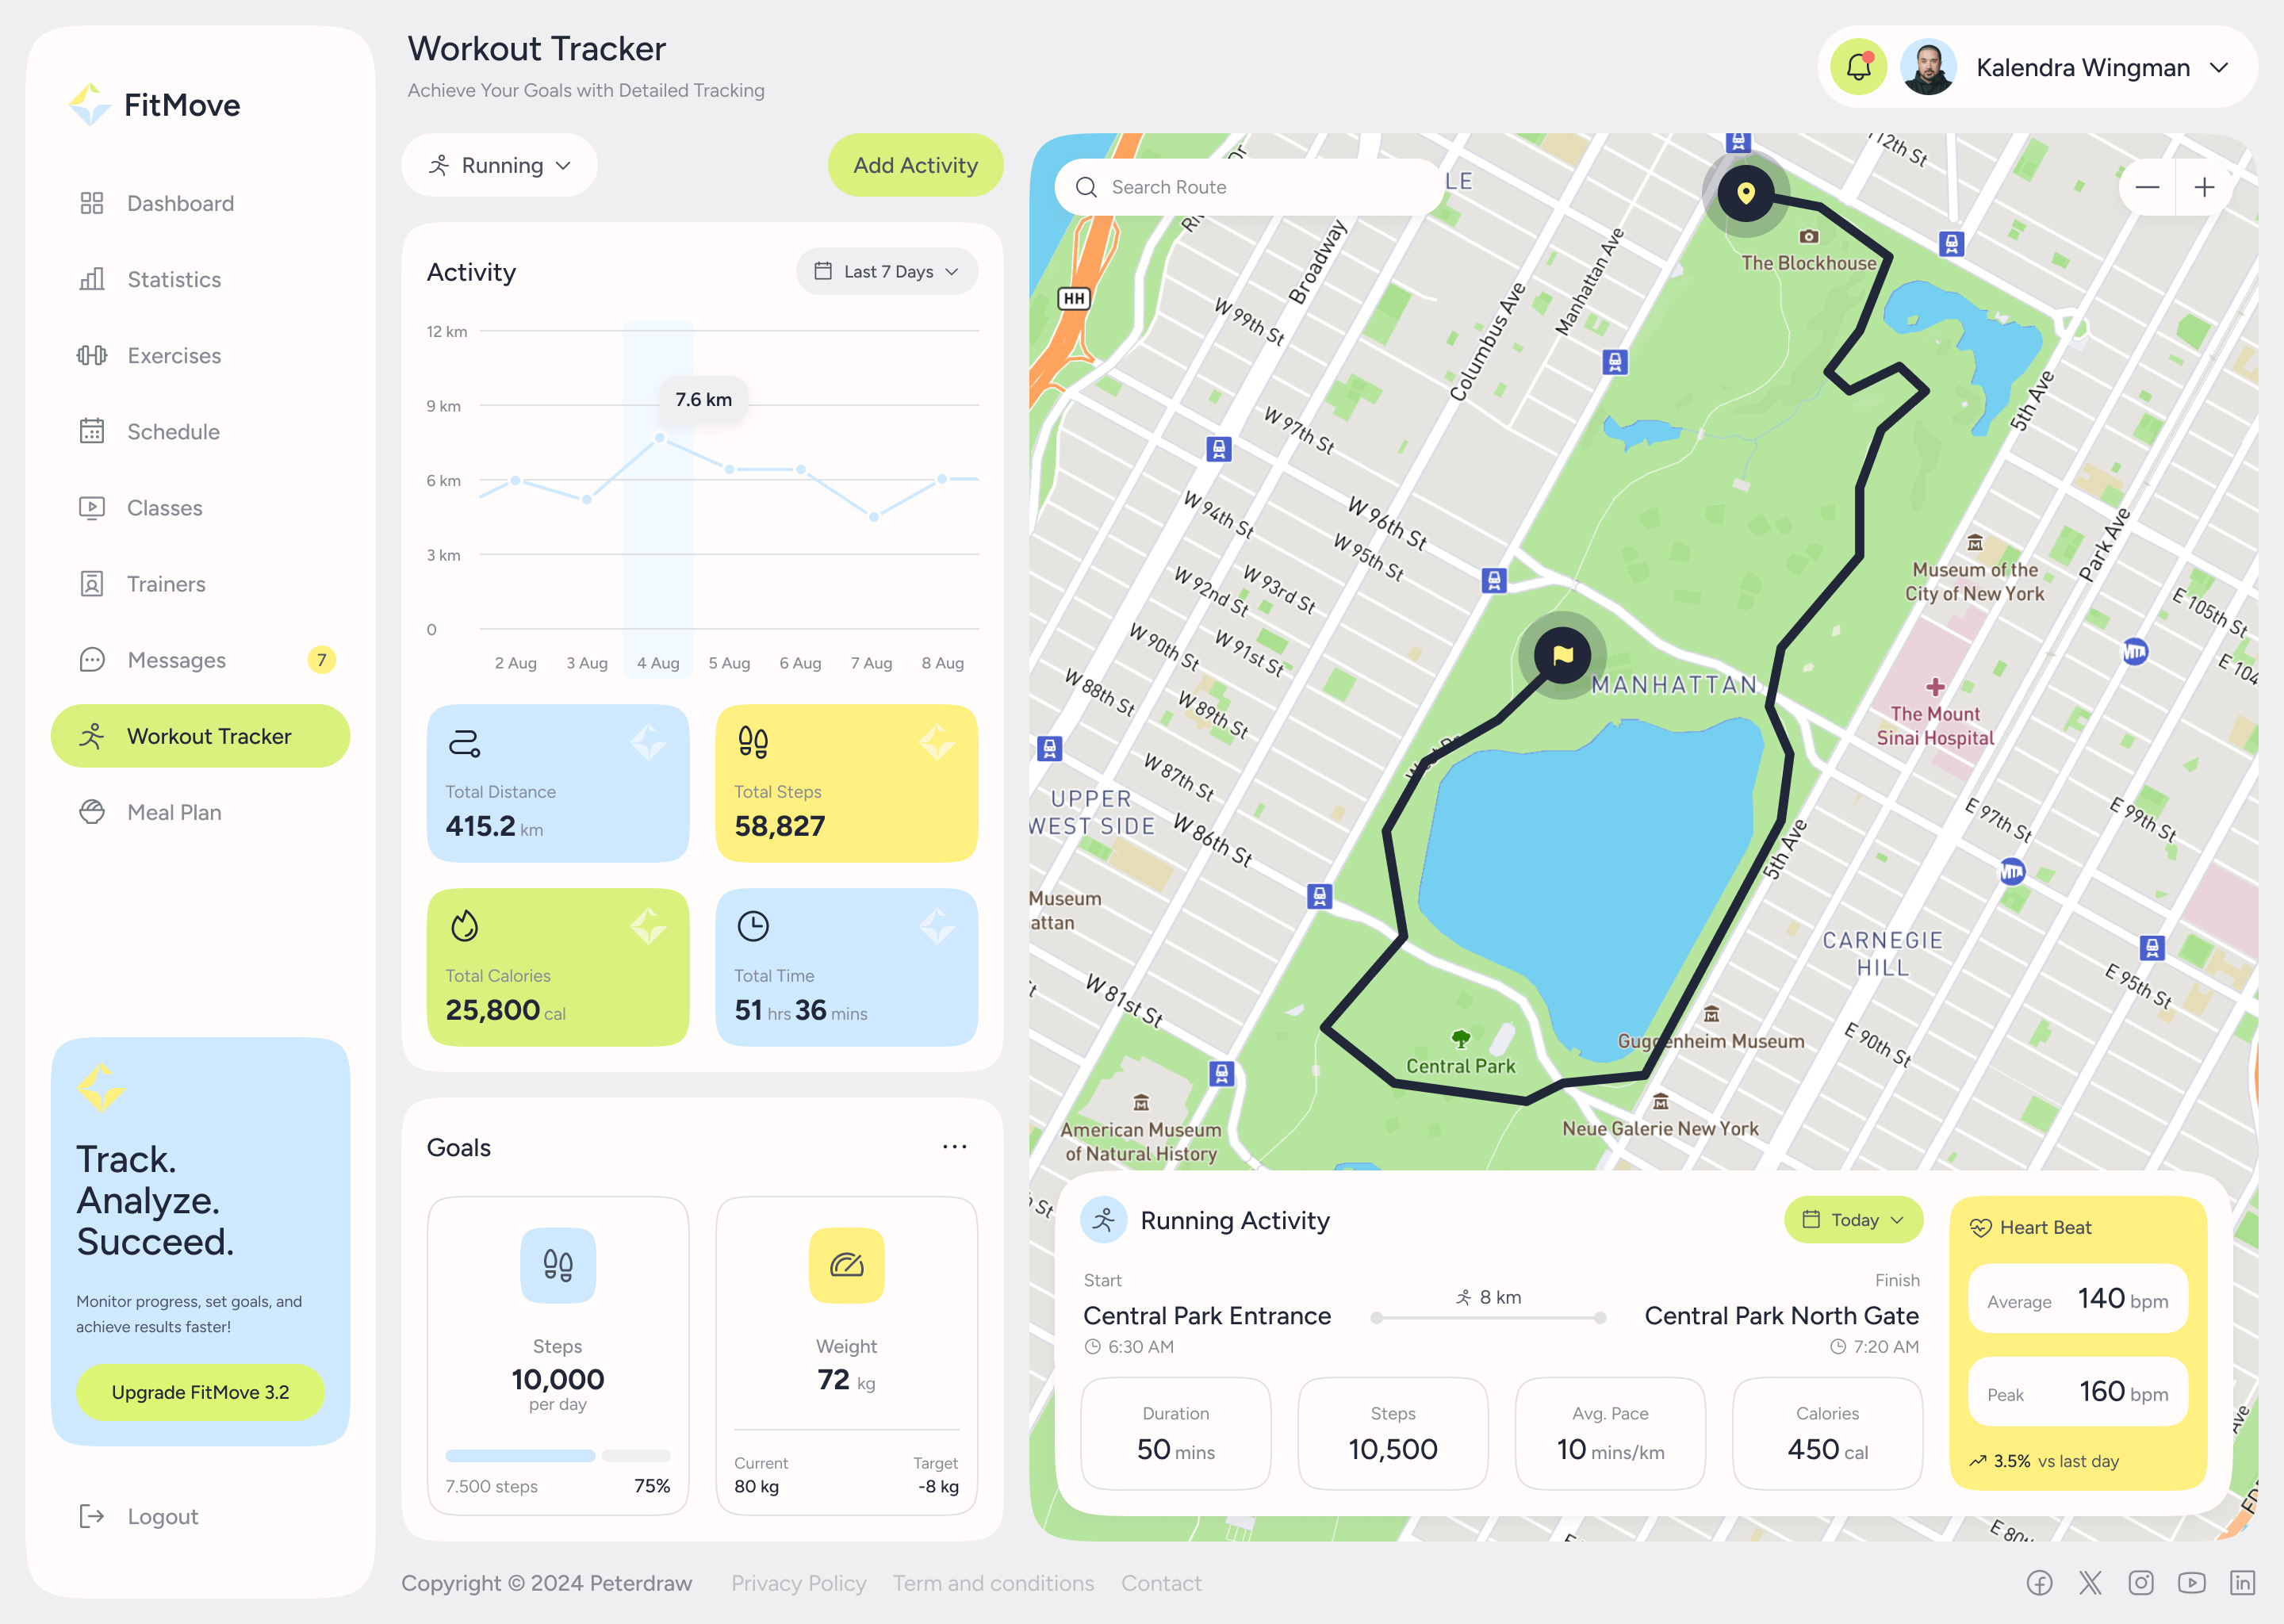 FitMove
Dashboard
Statistics
Exercises
Schedule
Classes
Trainers
Messages
7
Workout Tracker
Meal Plan
Track.
Analyze.
Succeed.
Monitor progress, set goals, and
achieve results faster!
Upgrade FitMove 3.2
Logout
Workout Tracker
Achieve Your Goals with Detailed Tracking
Kalendra Wingman
Running
Add Activity
Activity
Last 7 Days
12 km
9 km
6 km
3 km
0
7.6 km
2 Aug
3 Aug
4 Aug
5 Aug
6 Aug
7 Aug
8 Aug
Total Distance
415.2 km
Total Steps
58,827
Total Calories
25,800 cal
Total Time
51 hrs 36 mins
Goals
Steps
10,000
per day
7.500 steps
75%
Weight
72 kg
Current
80 kg
Target
-8 kg
Search Route
LE
112th St
HH
Broadway
Columbus Ave
Manhattan Ave
The Blockhouse
W 99th St
W 97th St
W 96th St
W 95th St
W 94th St
W 93rd St
W 92nd St
W 91st St
W 90th St
W 89th St
W 88th St
W 87th St
W 86th St
W 81st St
5th Ave
Park Ave
Museum of the
City of New York
E 105th St
E 104
MTA
MANHATTAN
The Mount
Sinai Hospital
UPPER
WEST SIDE
Museum
attan
5th Ave
E 97th St
E 99th St
MTA
CARNEGIE
HILL
E 95th St
E 90th St
Guggenheim Museum
Central Park
Neue Galerie New York
American Museum
of Natural History
St
Ave
E 80th
Running Activity
Today
Start
Central Park Entrance
6:30 AM
8 km
Finish
Central Park North Gate
7:20 AM
Duration
50 mins
Steps
10,500
Avg. Pace
10 mins/km
Calories
450 cal
Heart Beat
Average
140 bpm
Peak
160 bpm
3.5% vs last day
Copyright © 2024 Peterdraw
Privacy Policy
Term and conditions
Contact